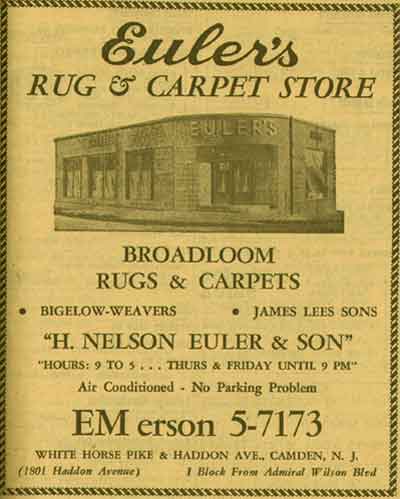 Euler's
RUG & CARPET STORE
EULER'S
BROADLOOM
RUGS & CARPETS
• BIGELOW-WEAVERS • JAMES LEES SONS
"H. NELSON EULER & SON"
"HOURS: 9 TO 5 . . . THURS & FRIDAY UNTIL 9 PM"
Air Conditioned - No Parking Problem
EM erson 5-7173
WHITE HORSE PIKE & HADDON AVE., CAMDEN, N. J.
(1801 Haddon Avenue) 1 Block From Admiral Wilson Blvd